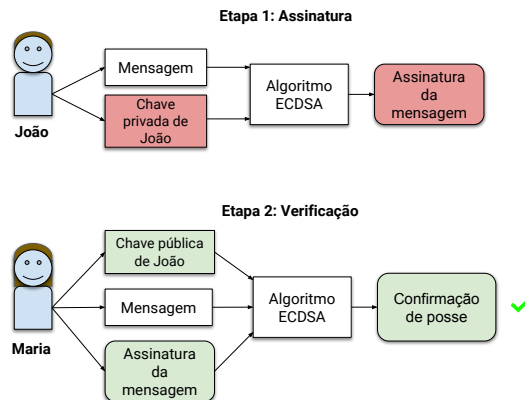 Etapa 1: Assinatura
Mensagem
Chave
privada de
João
Algoritmo
ECDSA
Assinatura
da
mensagem
João
Etapa 2: Verificação
Chave pública
de João
Mensagem
Assinatura
da
mensagem
Algoritmo
ECDSA
Confirmação
de posse
Maria